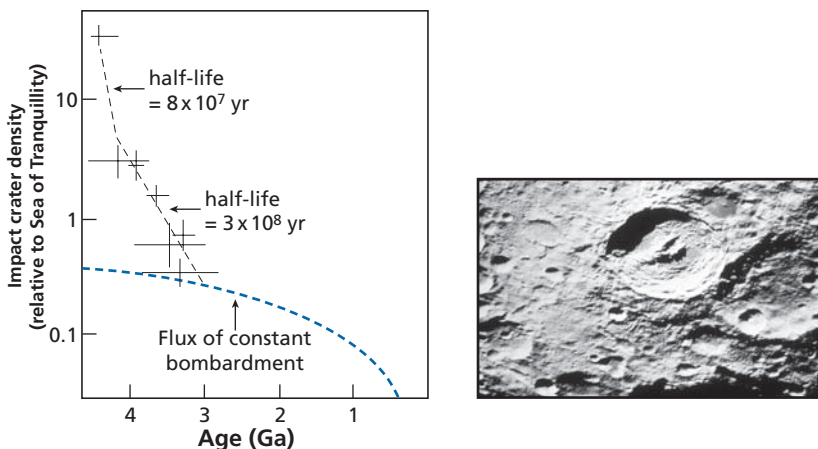 Impact crater density
(relative to Sea of Tranquillity)
10
1
0.1
half-life
= 8 x 10⁷ yr
half-life
= 3 x 10⁸ yr
Flux of constant
bombardment
4 3 2 1
Age (Ga)